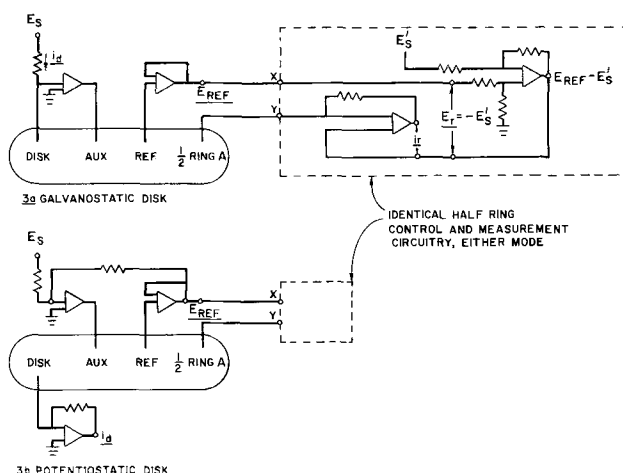 E_S
i_d
E_S'
X
E_REF - E_S'
E_REF
Y
E_r = -E_S'
i_r
DISK AUX REF 1/2 RING A
3a GALVANOSTATIC DISK
IDENTICAL HALF RING
CONTROL AND MEASUREMENT
CIRCUITRY, EITHER MODE
E_S
X
E_REF
Y
DISK AUX REF 1/2 RING A
i_d
3b POTENTIOSTATIC DISK